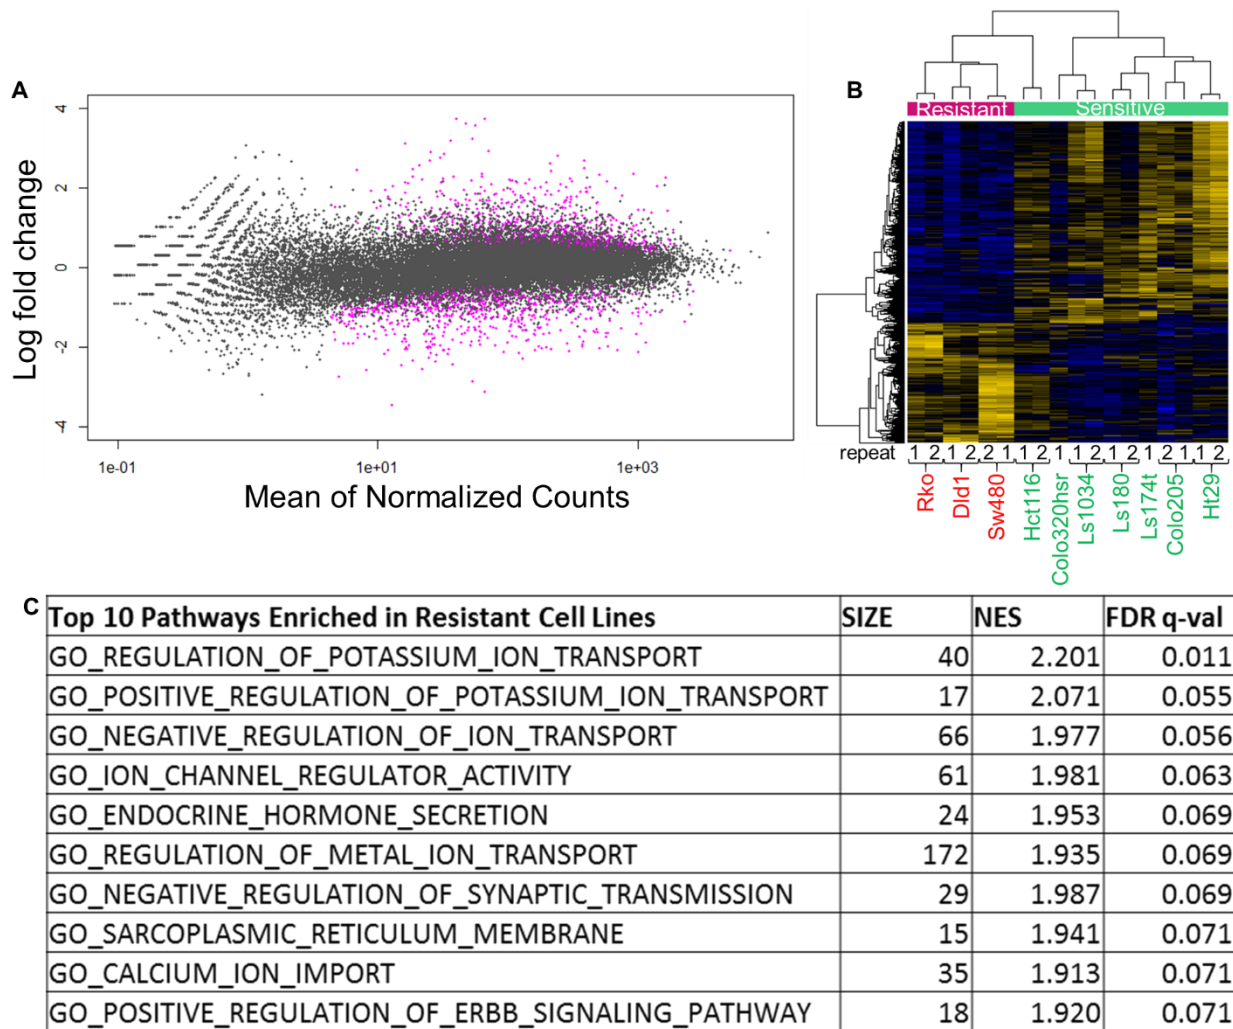 A
Log fold change
4
2
0
-2
-4
1e-01
1e+01
1e+03
Mean of Normalized Counts
B
Resistant
Sensitive
repeat
1 2 1 2 2 1 1 2 1 1 2 1 2 1 2 1 1 2
Rko
Dld1
Sw480
Hct116
Colo320hsr
Ls1034
Ls180
Ls174t
Colo205
Ht29
C
Top 10 Pathways Enriched in Resistant Cell Lines SIZE NES FDR q-val
GO_REGULATION_OF_POTASSIUM_ION_TRANSPORT 40 2.201 0.011
GO_POSITIVE_REGULATION_OF_POTASSIUM_ION_TRANSPORT 17 2.071 0.055
GO_NEGATIVE_REGULATION_OF_ION_TRANSPORT 66 1.977 0.056
GO_ION_CHANNEL_REGULATOR_ACTIVITY 61 1.981 0.063
GO_ENDOCRINE_HORMONE_SECRETION 24 1.953 0.069
GO_REGULATION_OF_METAL_ION_TRANSPORT 172 1.935 0.069
GO_NEGATIVE_REGULATION_OF_SYNAPTIC_TRANSMISSION 29 1.987 0.069
GO_SARCOPLASMIC_RETICULUM_MEMBRANE 15 1.941 0.071
GO_CALCIUM_ION_IMPORT 35 1.913 0.071
GO_POSITIVE_REGULATION_OF_ERBB_SIGNALING_PATHWAY 18 1.920 0.071